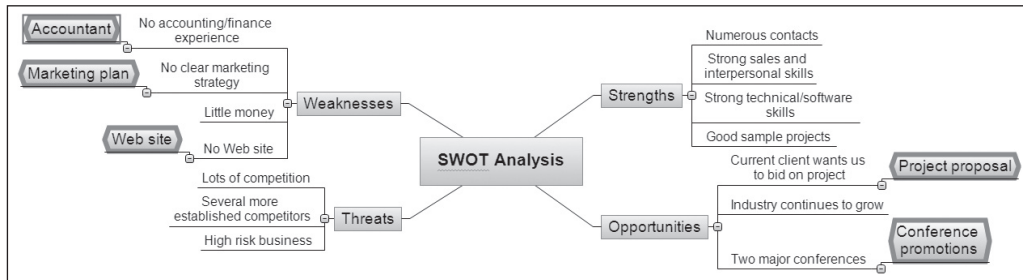 SWOT Analysis
Weaknesses
No accounting/finance
experience
Accountant
No clear marketing
strategy
Marketing plan
Little money
No Web site
Web site
Threats
Lots of competition
Several more
established competitors
High risk business
Strengths
Numerous contacts
Strong sales and
interpersonal skills
Strong technical/software
skills
Good sample projects
Opportunities
Current client wants us
to bid on project
Project proposal
Industry continues to grow
Two major conferences
Conference
promotions